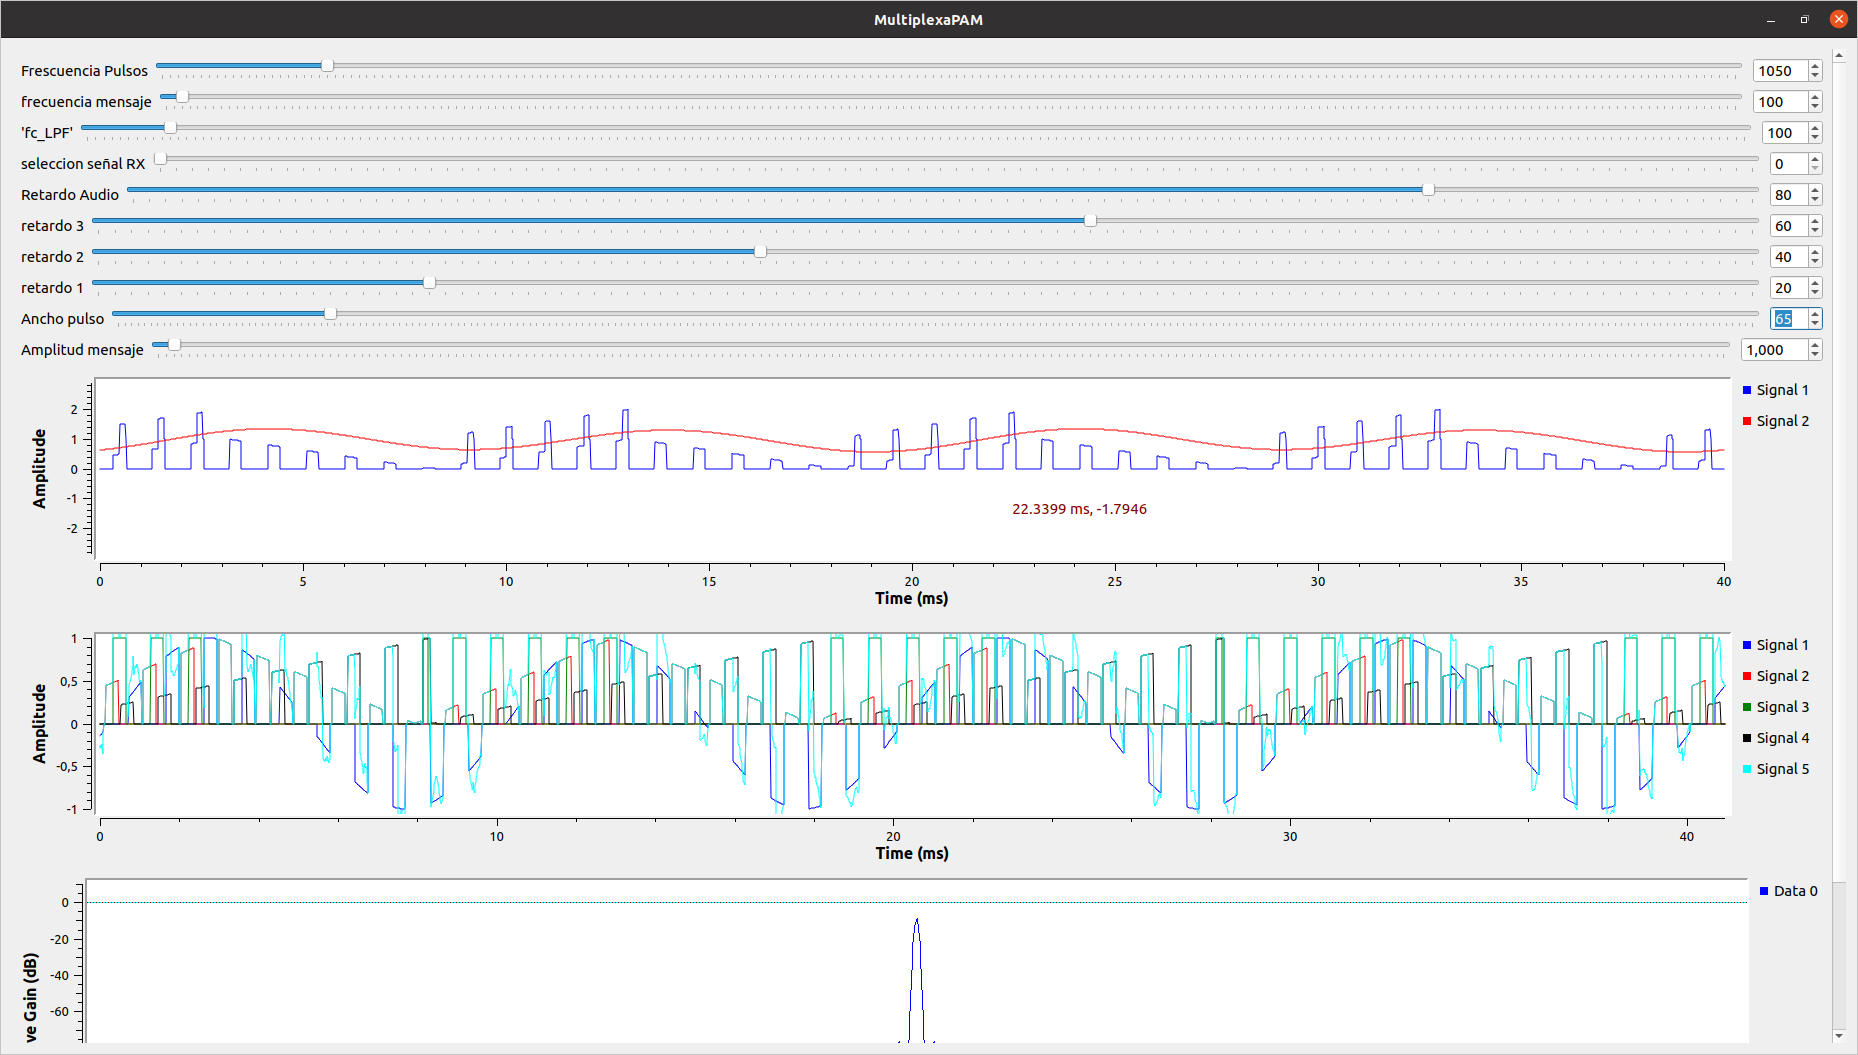 MultiplexaPAM
Frescuencia Pulsos 1050
frecuencia mensaje 100
'fc_LPF' 100
seleccion señal RX 0
Retardo Audio 80
retardo 3 60
retardo 2 40
retardo 1 20
Ancho pulso 65
Amplitud mensaje 1,000
Amplitude
2
1
0
-1
-2
22.3399 ms, -1.7946
0 5 10 15 20 25 30 35 40
Time (ms)
Signal 1
Signal 2
Amplitude
1
0,5
0
-0,5
-1
0 10 20 30 40
Time (ms)
Signal 1
Signal 2
Signal 3
Signal 4
Signal 5
ve Gain (dB)
0
-20
-40
-60
Data 0